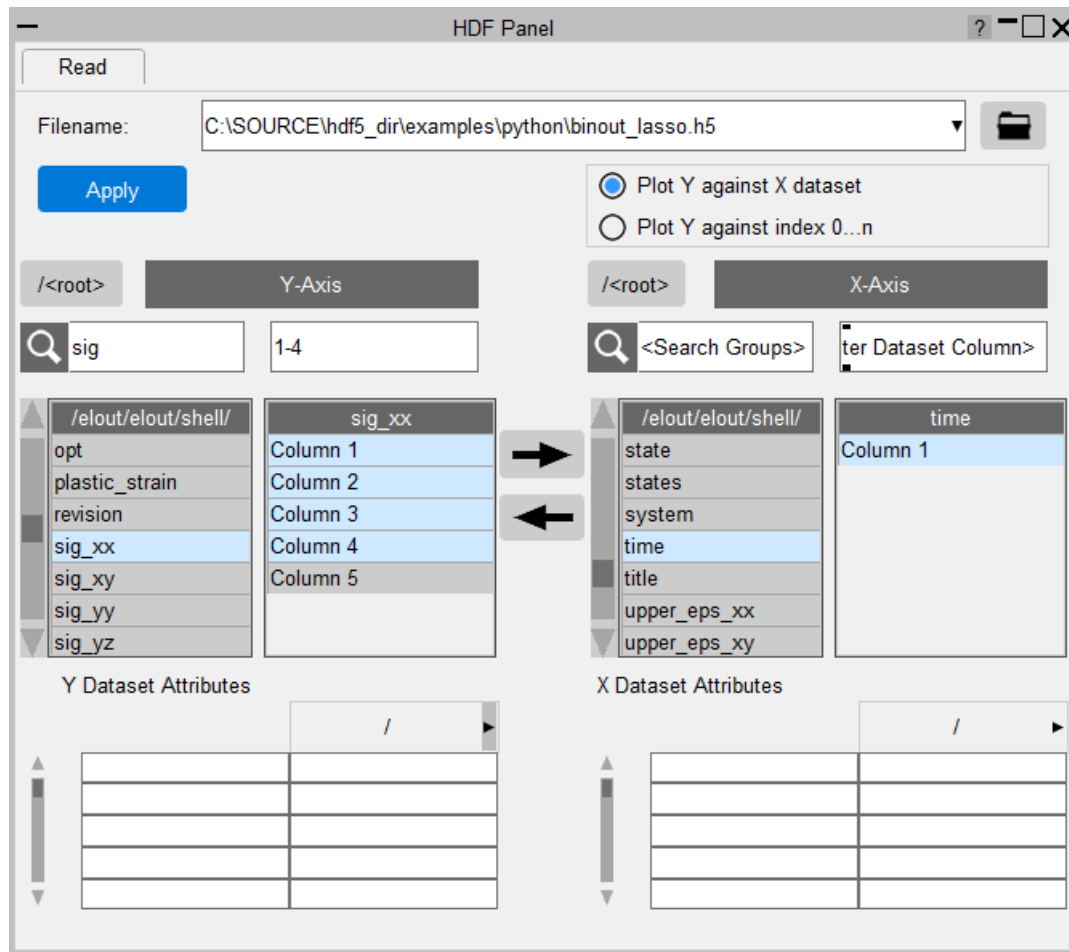 HDF Panel ?
Read
Filename: C:\SOURCE\hdf5_dir\examples\python\binout_lasso.h5
Apply
Plot Y against X dataset
Plot Y against index 0...n
/<root> Y-Axis /<root> X-Axis
sig 1-4 <Search Groups> ter Dataset Column>
/elout/elout/shell/ sig_xx /elout/elout/shell/ time
opt Column 1 state Column 1
plastic_strain Column 2 states
revision Column 3 system
sig_xx Column 4 time
sig_xy Column 5 title
sig_yy upper_eps_xx
sig_yz upper_eps_xy
Y Dataset Attributes X Dataset Attributes
/ /